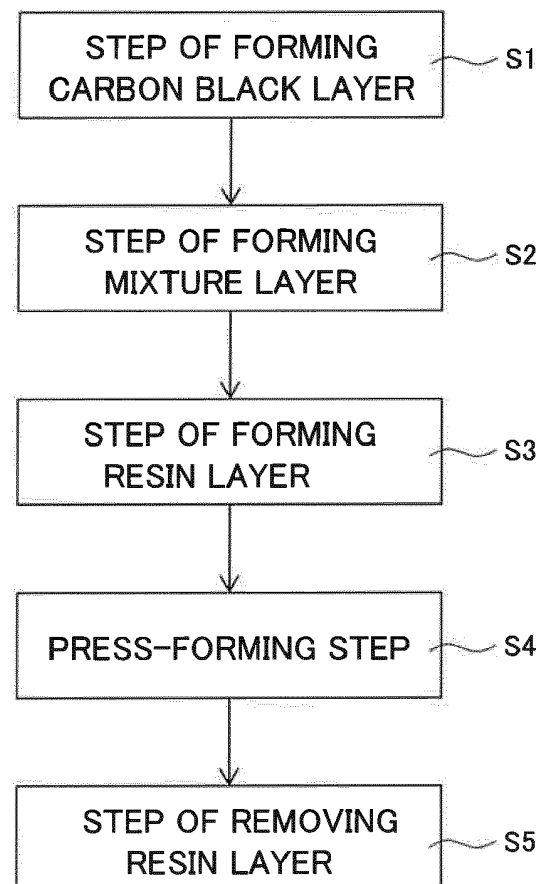 STEP OF FORMING
CARBON BLACK LAYER
S1
STEP OF FORMING
MIXTURE LAYER
S2
STEP OF FORMING
RESIN LAYER
S3
PRESS-FORMING STEP
S4
STEP OF REMOVING
RESIN LAYER
S5